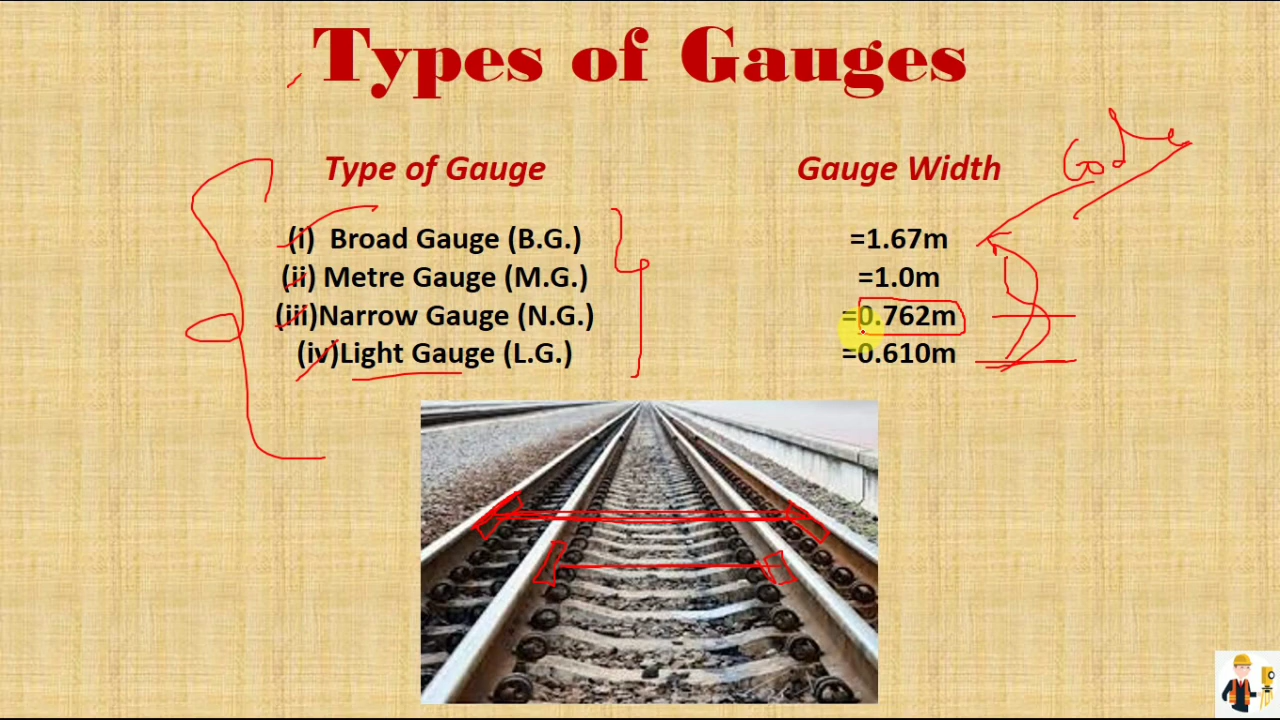 Types of Gauges
Type of Gauge Gauge Width
Code
(i) Broad Gauge (B.G.) =1.67m
(ii) Metre Gauge (M.G.) =1.0m
(iii)Narrow Gauge (N.G.) =0.762m
(iv)Light Gauge (L.G.) =0.610m